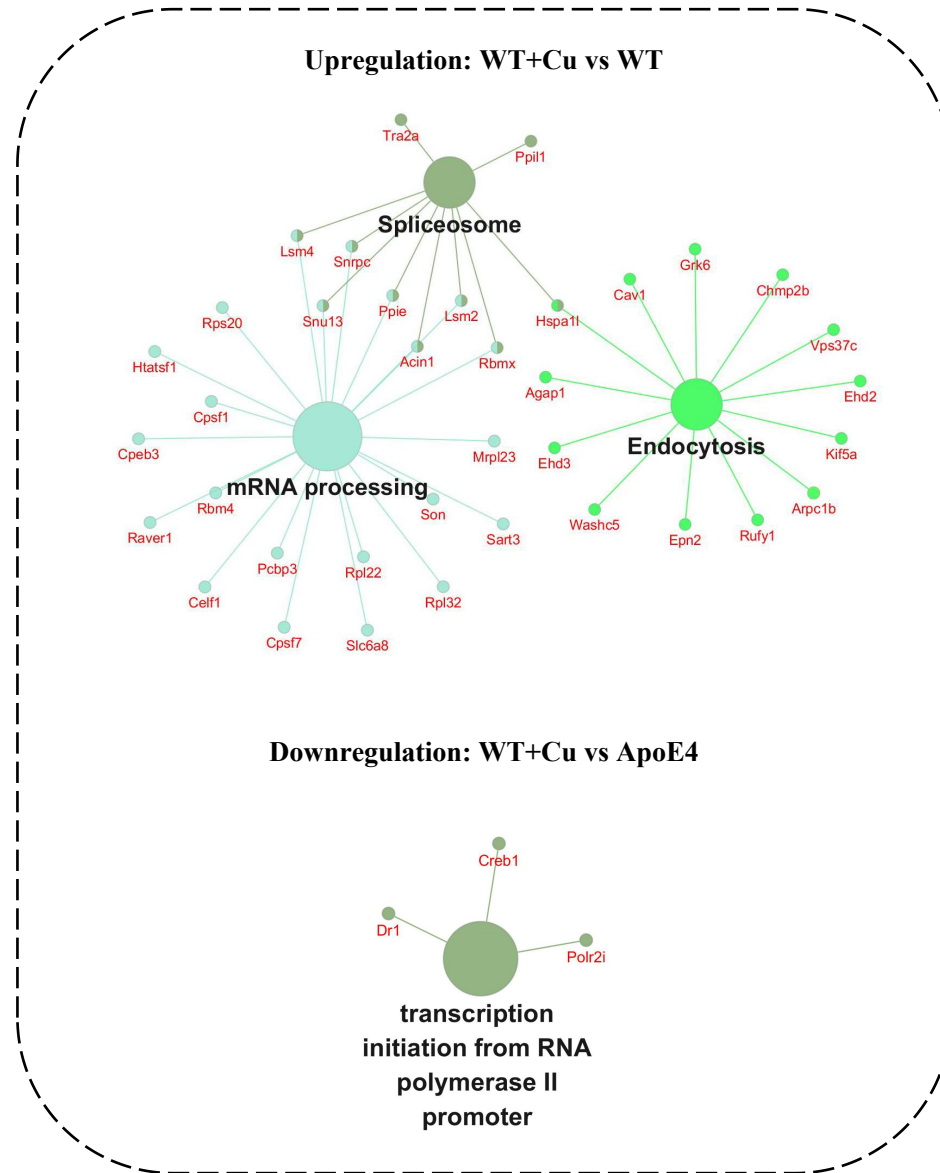 Upregulation: WT+Cu vs WT
Tra2a
Ppil1
Spliceosome
Lsm4
Snrpc
Grk6
Cav1
Chmp2b
Rps20
Snu13
Ppie
Lsm2
Hspa1l
Vps37c
Htatsf1
Acin1
Rbmx
Agap1
Ehd2
Cpsf1
Cpeb3
Mrpl23
Endocytosis
Kif5a
Ehd3
mRNA processing
Rbm4
Son
Arpc1b
Raver1
Sart3
Washc5
Epn2
Rufy1
Pcbp3
Rpl22
Celf1
Rpl32
Cpsf7
Slc6a8
Downregulation: WT+Cu vs ApoE4
Creb1
Dr1
Polr2i
transcription
initiation from RNA
polymerase II
promoter